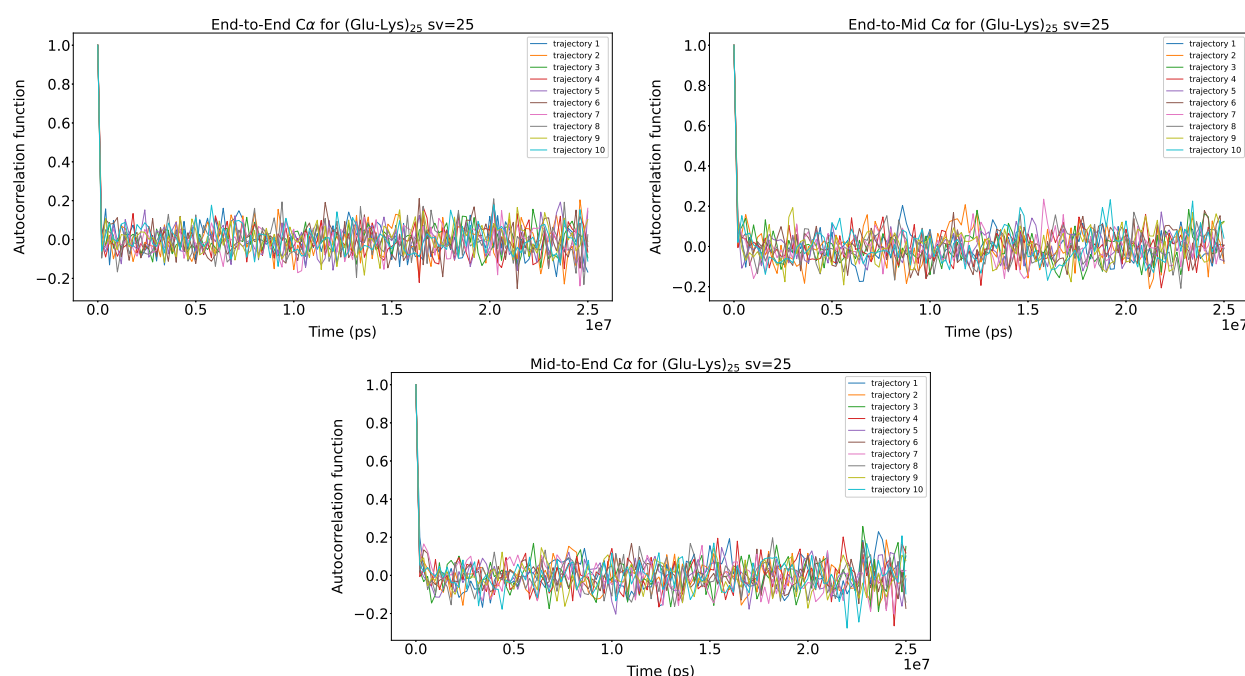 End-to-End Cα for (Glu-Lys)₂₅ sv=25
Autocorrelation function
1.0
0.8
0.6
0.4
0.2
0.0
−0.2
trajectory 1
trajectory 2
trajectory 3
trajectory 4
trajectory 5
trajectory 6
trajectory 7
trajectory 8
trajectory 9
trajectory 10
0.0 0.5 1.0 1.5 2.0 2.5
1e7
Time (ps)
End-to-Mid Cα for (Glu-Lys)₂₅ sv=25
Autocorrelation function
1.0
0.8
0.6
0.4
0.2
0.0
−0.2
trajectory 1
trajectory 2
trajectory 3
trajectory 4
trajectory 5
trajectory 6
trajectory 7
trajectory 8
trajectory 9
trajectory 10
0.0 0.5 1.0 1.5 2.0 2.5
1e7
Time (ps)
Mid-to-End Cα for (Glu-Lys)₂₅ sv=25
Autocorrelation function
1.0
0.8
0.6
0.4
0.2
0.0
−0.2
trajectory 1
trajectory 2
trajectory 3
trajectory 4
trajectory 5
trajectory 6
trajectory 7
trajectory 8
trajectory 9
trajectory 10
0.0 0.5 1.0 1.5 2.0 2.5
1e7
Time (ps)